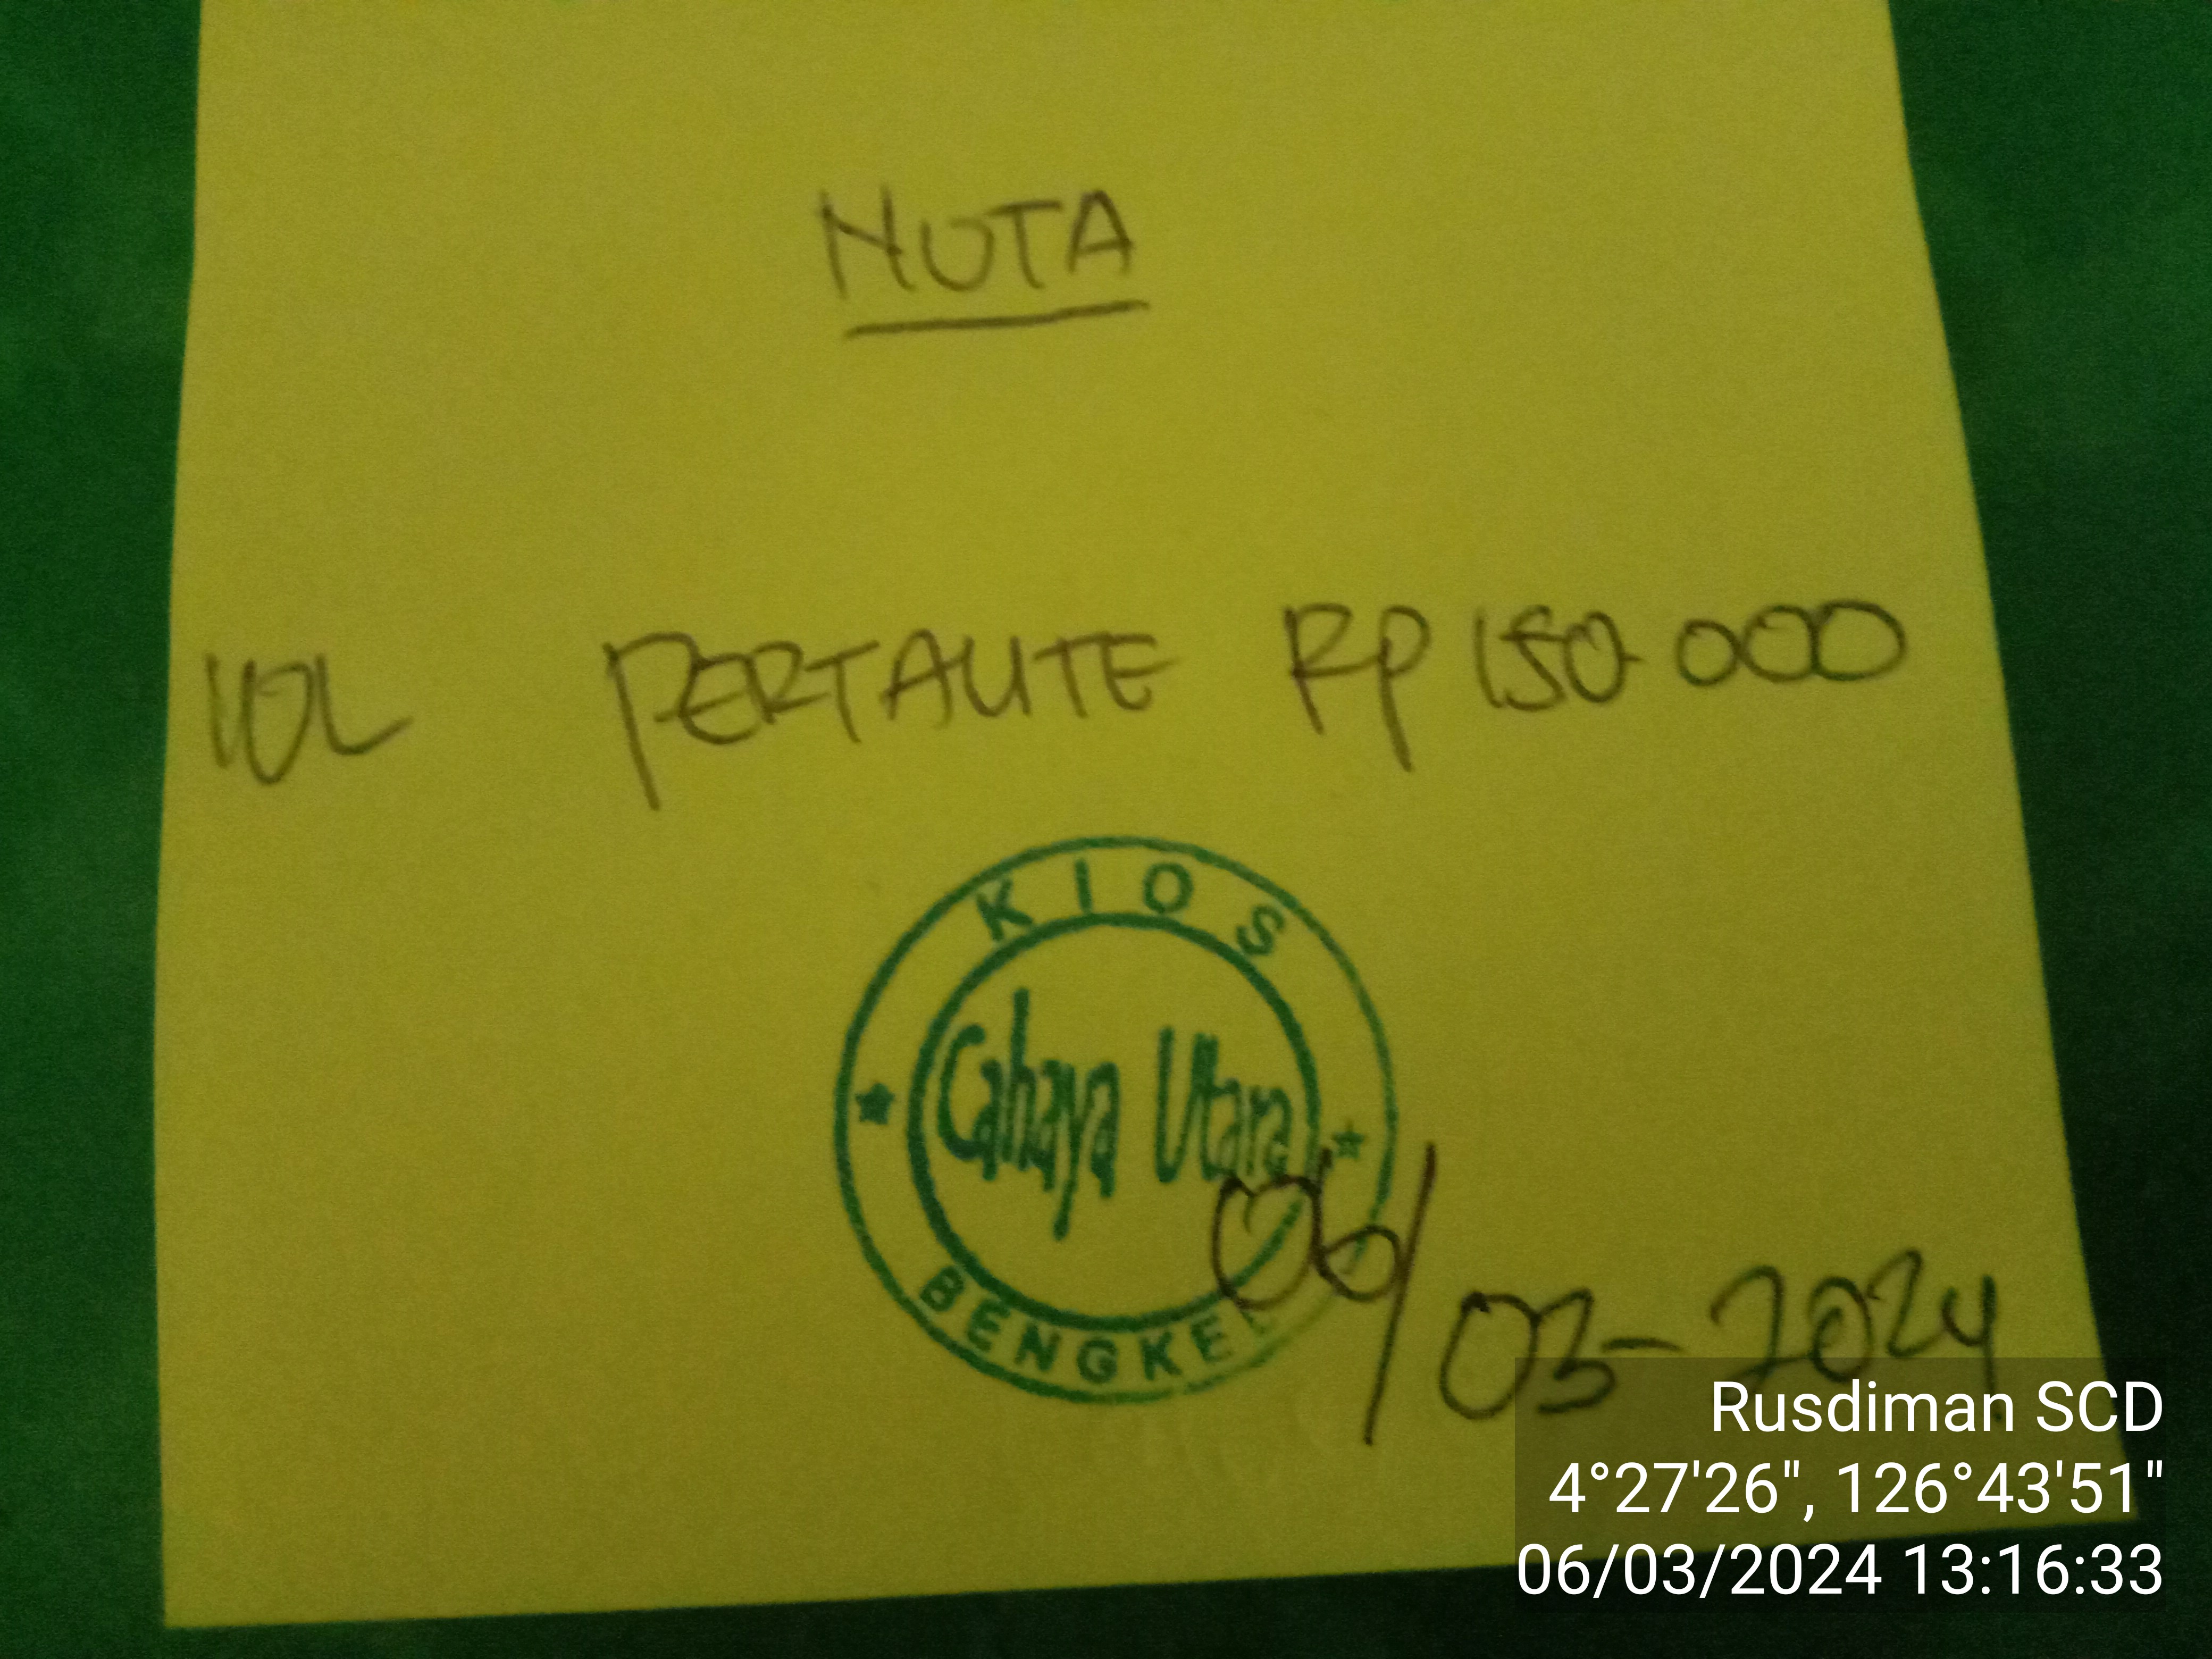 NOTA
10L PERTALITE RP 150.000
KIOS
Cahaya Utara
BENGKEL
06/03-2024
Rusdiman SCD
4°27'26", 126°43'51"
06/03/2024 13:16:33